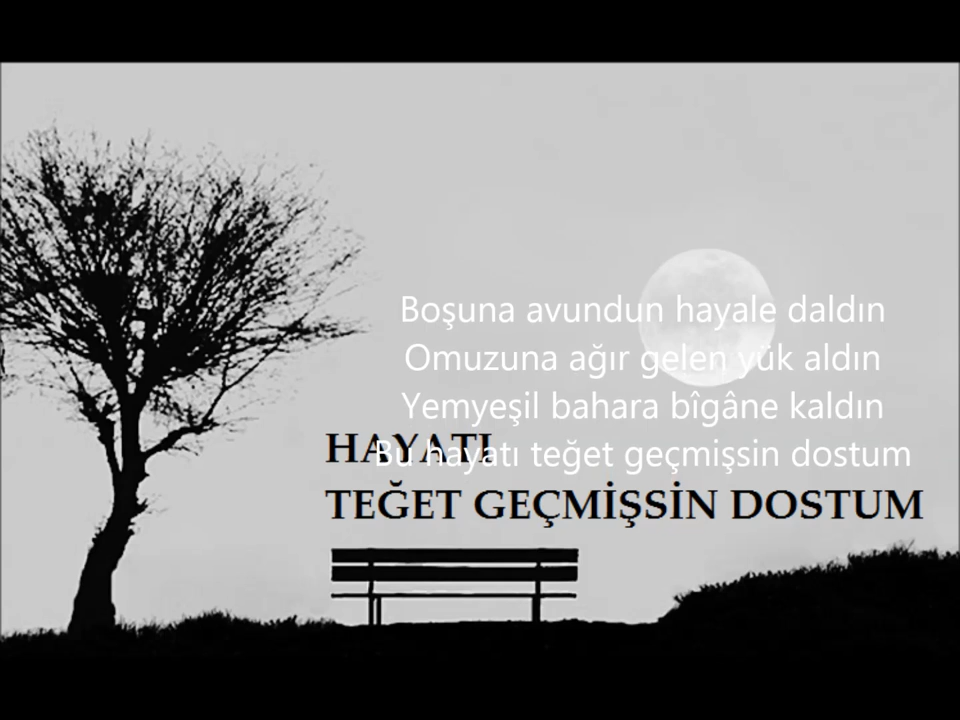 Boşuna avundun hayale daldın
Omuzuna ağır gelen yük aldın
Yemyeşil bahara bîgâne kaldın
Bu hayatı teğet geçmişsin dostum
HAYATI
TEĞET GEÇMİŞSİN DOSTUM